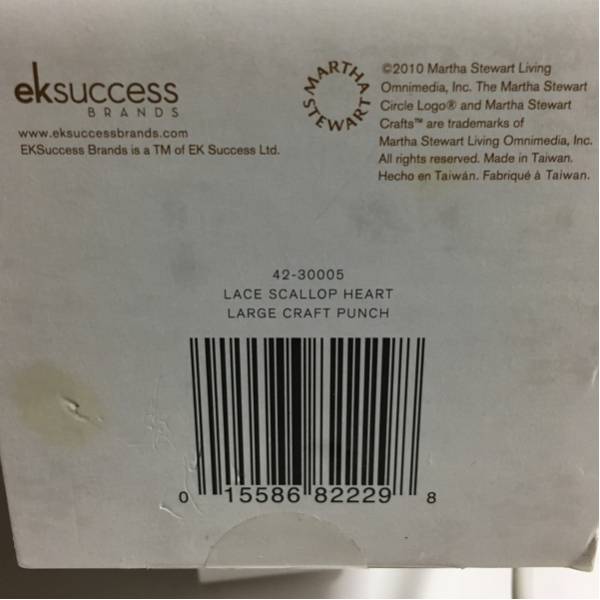 eksuccess
BRANDS
www.eksuccessbrands.com
EKSuccess Brands is a TM of EK Success Ltd.
MARTHA STEWART
©2010 Martha Stewart Living
Omnimedia, Inc. The Martha Stewart
Circle Logo® and Martha Stewart
Crafts™ are trademarks of
Martha Stewart Living Omnimedia, Inc.
All rights reserved. Made in Taiwan.
Hecho en Taiwán. Fabriqué à Taiwan.
42-30005
LACE SCALLOP HEART
LARGE CRAFT PUNCH
0 15586 82229 8